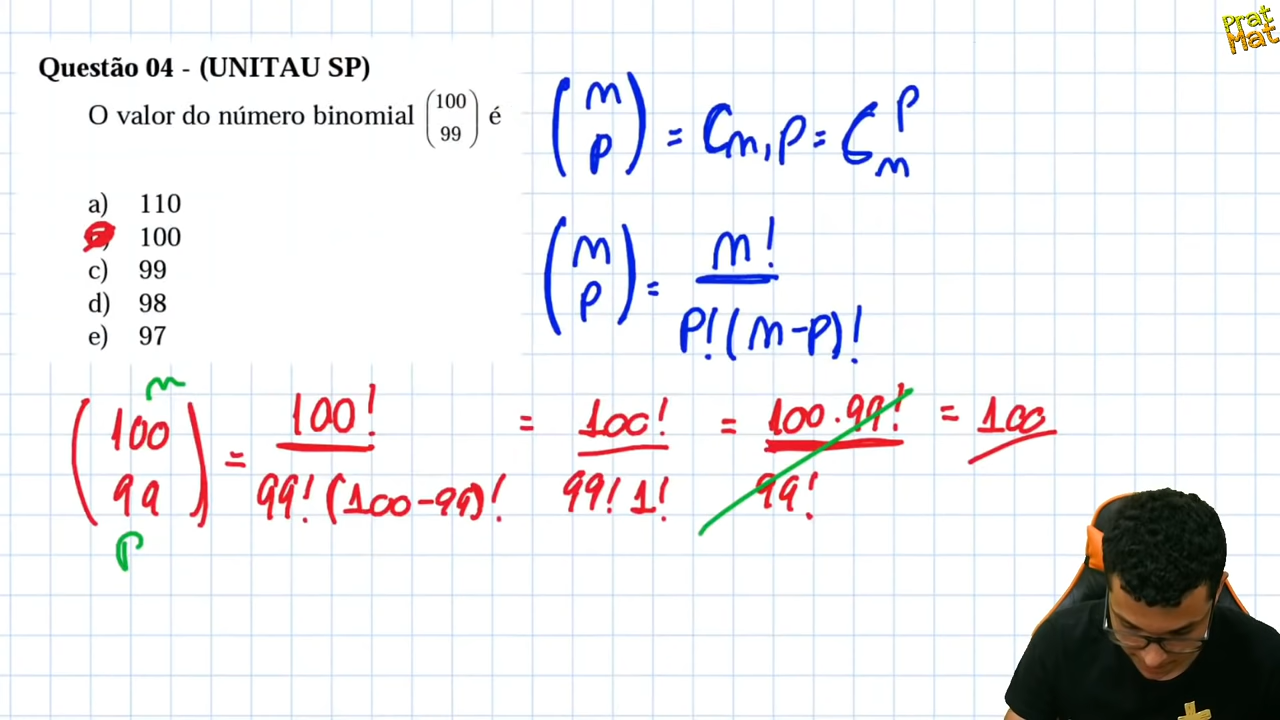 Prat
Mat
Questão 04 - (UNITAU SP)
O valor do número binomial (100 99) é
a) 110
100
c) 99
d) 98
e) 97
(m p) = Cm,p = C p m
(m p) = m! / p!(m-p)!
m
(100 99) = 100! / 99!(100-99)! = 100! / 99! 1! = 100.99! / 99! = 100
p